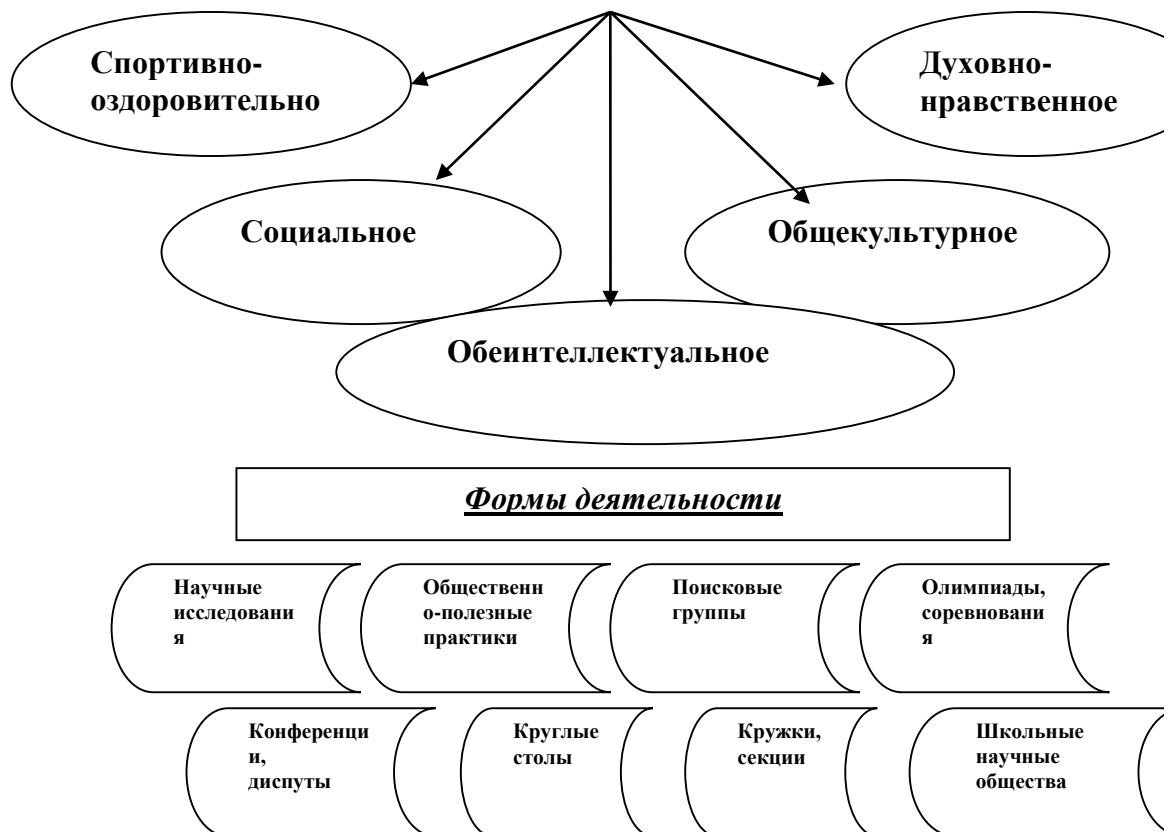 Спортивно-
оздоровительно
Духовно-
нравственное
Социальное
Общекультурное
Обеинтеллектуальное
Формы деятельности
Научные
исследовани
я
Общественн
о-полезные
практики
Поисковые
группы
Олимпиады,
соревновани
я
Конференци
и,
диспуты
Круглые
столы
Кружки,
секции
Школьные
научные
общества